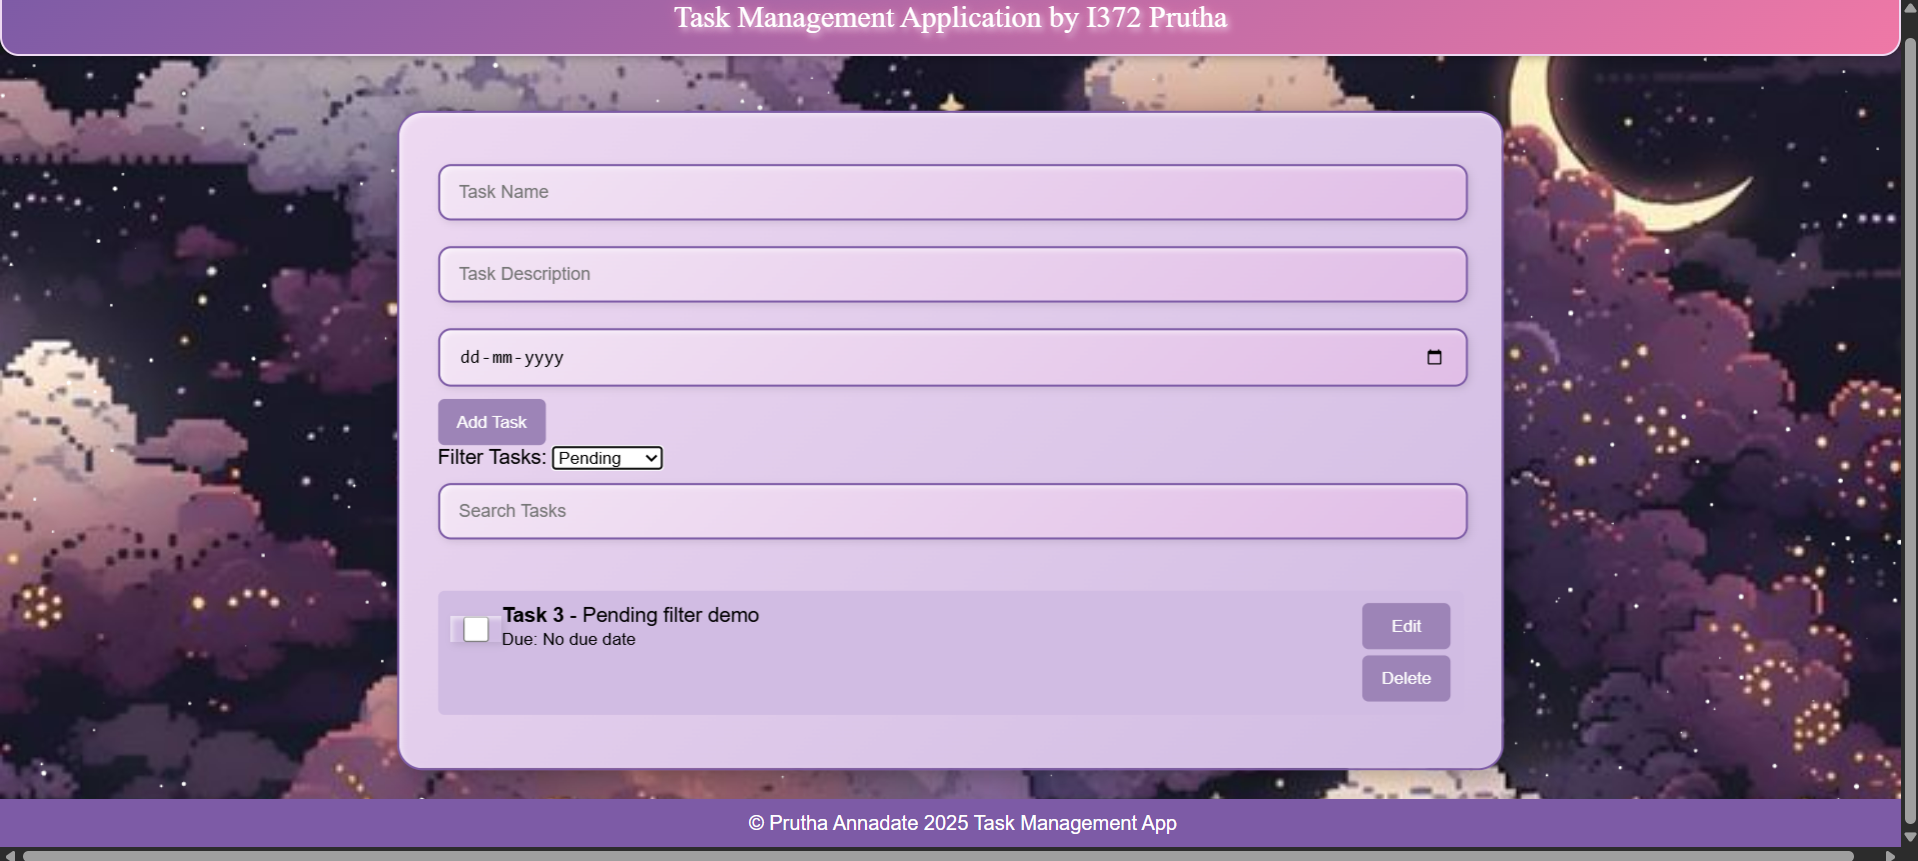 Task Management Application by I372 Prutha
Task Name
Task Description
dd-mm-yyyy
Add Task
Filter Tasks: Pending
Search Tasks
Task 3 - Pending filter demo
Due: No due date
Edit
Delete
© Prutha Annadate 2025 Task Management App